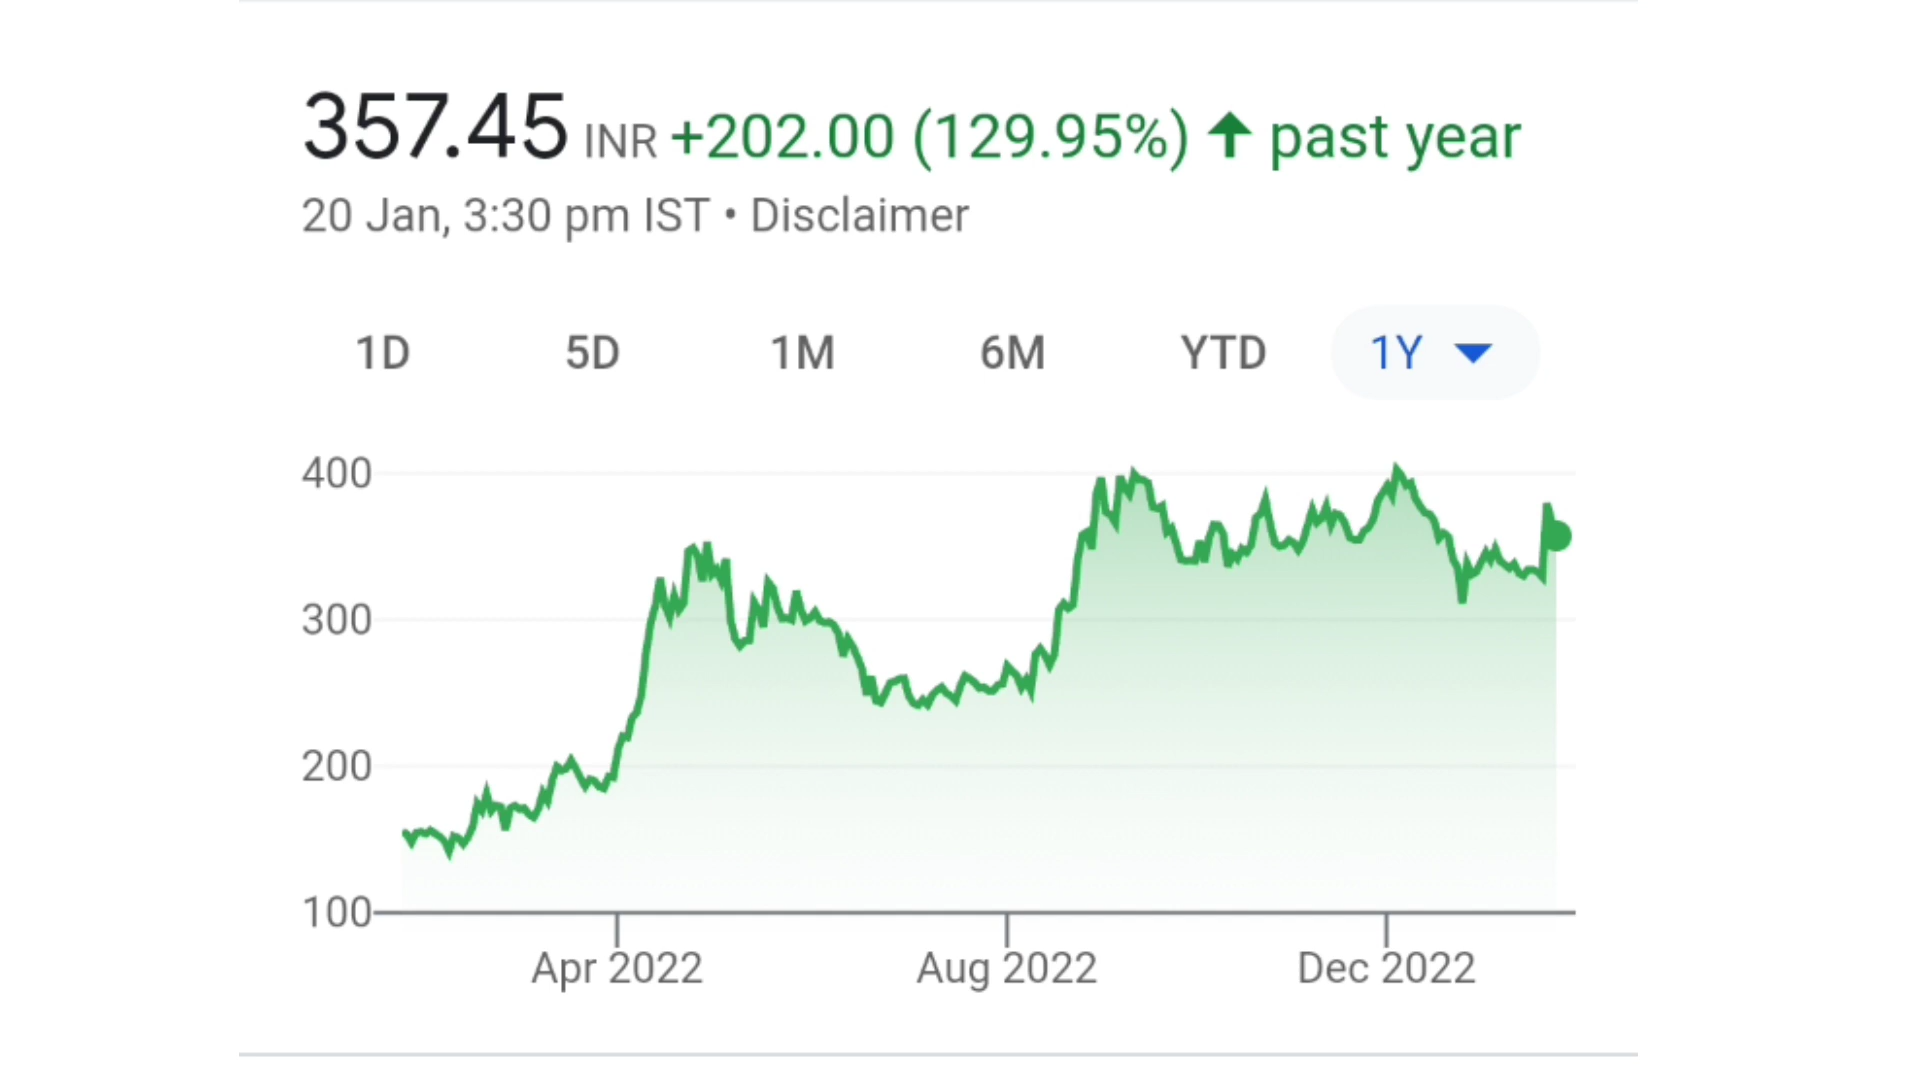 357.45 INR +202.00 (129.95%) ↑ past year
20 Jan, 3:30 pm IST • Disclaimer
1D 5D 1M 6M YTD 1Y
400
300
200
100
Apr 2022 Aug 2022 Dec 2022